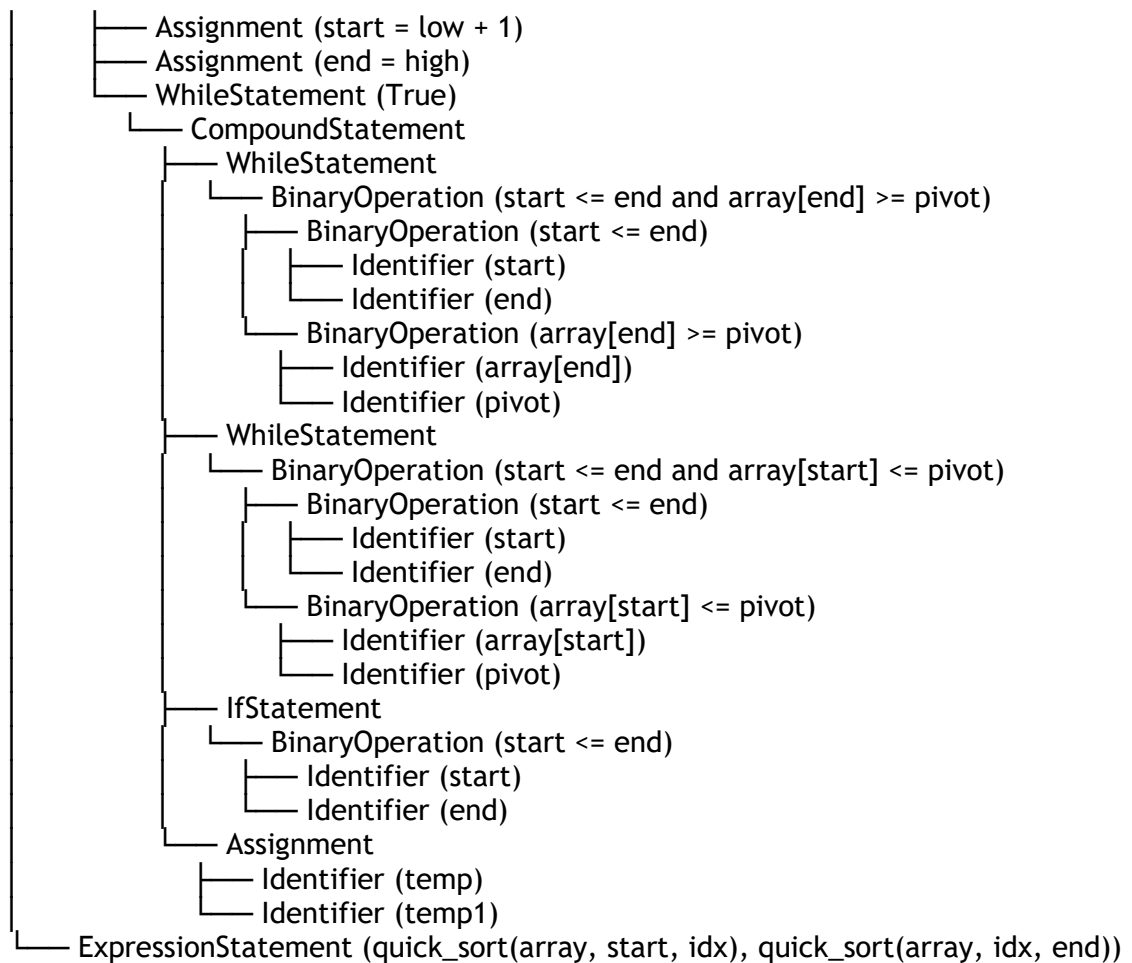 Assignment (start = low + 1)
Assignment (end = high)
WhileStatement (True)
CompoundStatement
WhileStatement
BinaryOperation (start <= end and array[end] >= pivot)
BinaryOperation (start <= end)
Identifier (start)
Identifier (end)
BinaryOperation (array[end] >= pivot)
Identifier (array[end])
Identifier (pivot)
WhileStatement
BinaryOperation (start <= end and array[start] <= pivot)
BinaryOperation (start <= end)
Identifier (start)
Identifier (end)
BinaryOperation (array[start] <= pivot)
Identifier (array[start])
Identifier (pivot)
IfStatement
BinaryOperation (start <= end)
Identifier (start)
Identifier (end)
Assignment
Identifier (temp)
Identifier (temp1)
ExpressionStatement (quick_sort(array, start, idx), quick_sort(array, idx, end))